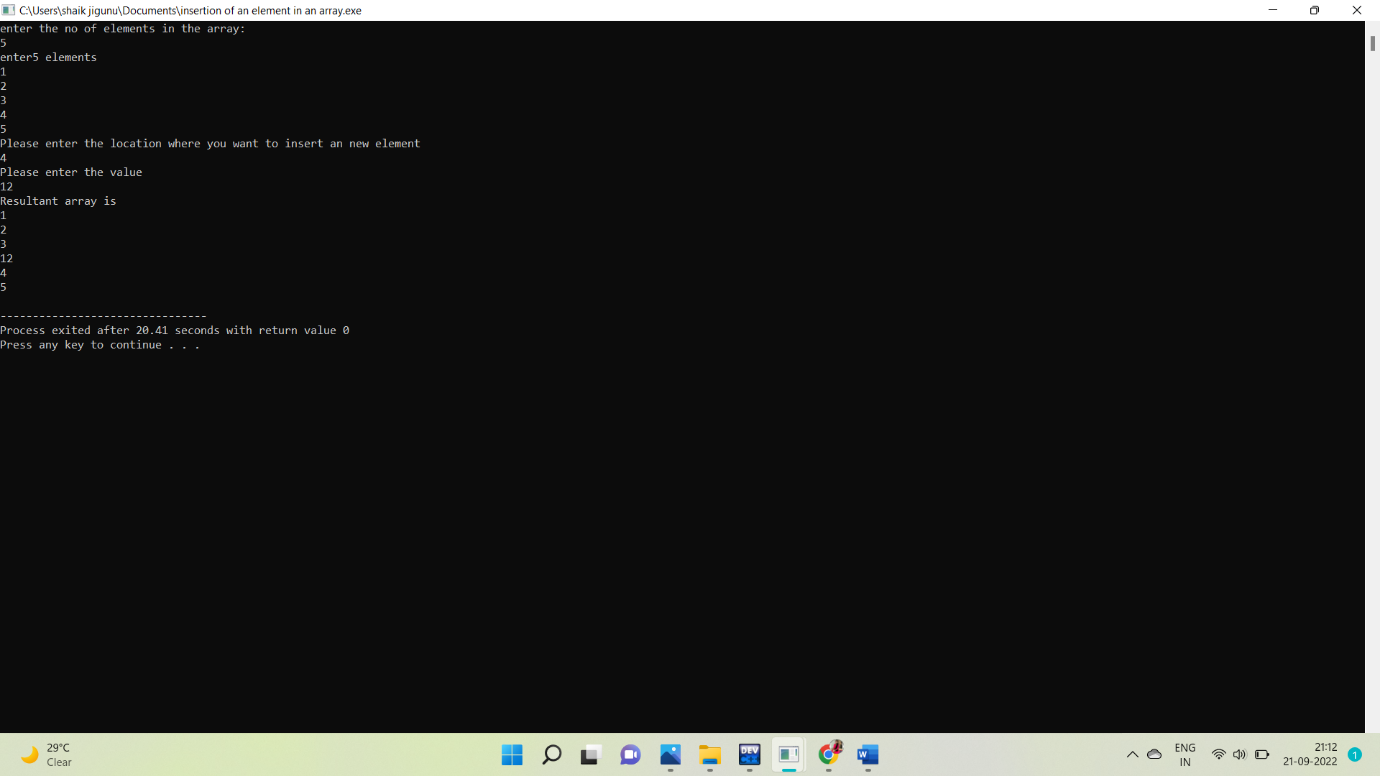 C:\Users\shaik jigunu\Documents\insertion of an element in an array.exe
enter the no of elements in the array:
5
enter5 elements
1
2
3
4
5
Please enter the location where you want to insert an new element
4
Please enter the value
12
Resultant array is
1
2
3
12
4
5
--------------------------------
Process exited after 20.41 seconds with return value 0
Press any key to continue . . .
29°C
Clear
DEV
W
ENG
IN
21:12
21-09-2022
1